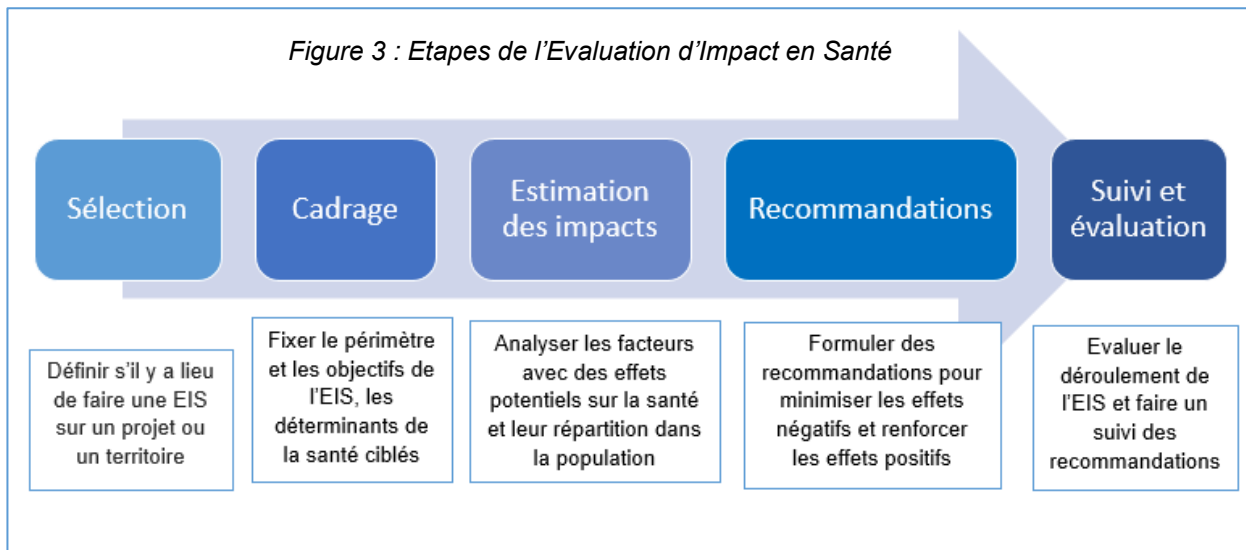 Figure 3 : Etapes de l'Evaluation d'Impact en Santé
Sélection
Cadrage
Estimation
des impacts
Recommandations
Suivi et
évaluation
Définir s'il y a lieu
de faire une EIS
sur un projet ou
un territoire
Fixer le périmètre
et les objectifs de
l'EIS, les
déterminants de
la santé ciblés
Analyser les facteurs
avec des effets
potentiels sur la santé
et leur répartition dans
la population
Formuler des
recommandations pour
minimiser les effets
négatifs et renforcer
les effets positifs
Evaluer le
déroulement de
l'EIS et faire un
suivi des
recommandations